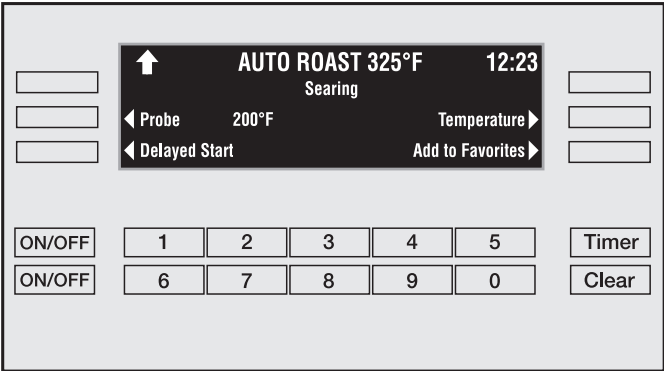 AUTO ROAST 325°F 12:23
Searing
Probe 200°F Temperature
Delayed Start Add to Favorites
ON/OFF 1 2 3 4 5 Timer
ON/OFF 6 7 8 9 0 Clear